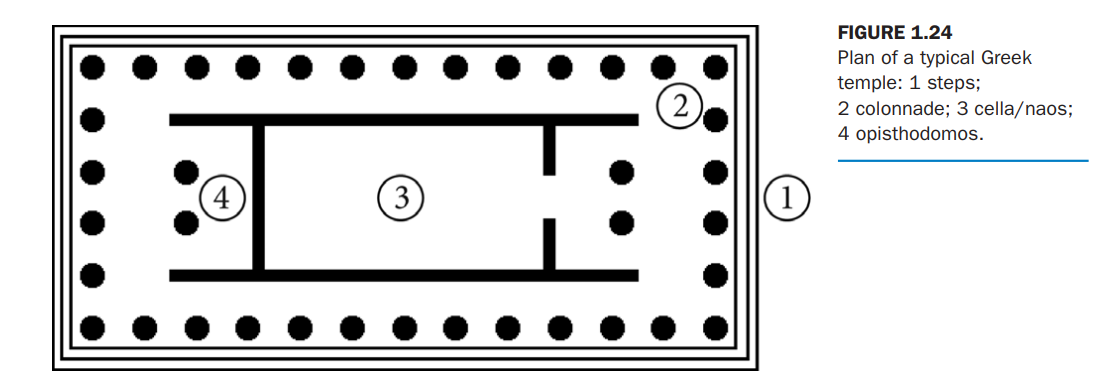 FIGURE 1.24
Plan of a typical Greek
temple: 1 steps;
2 colonnade; 3 cella/naos;
4 opisthodomos.
2
4
3
1